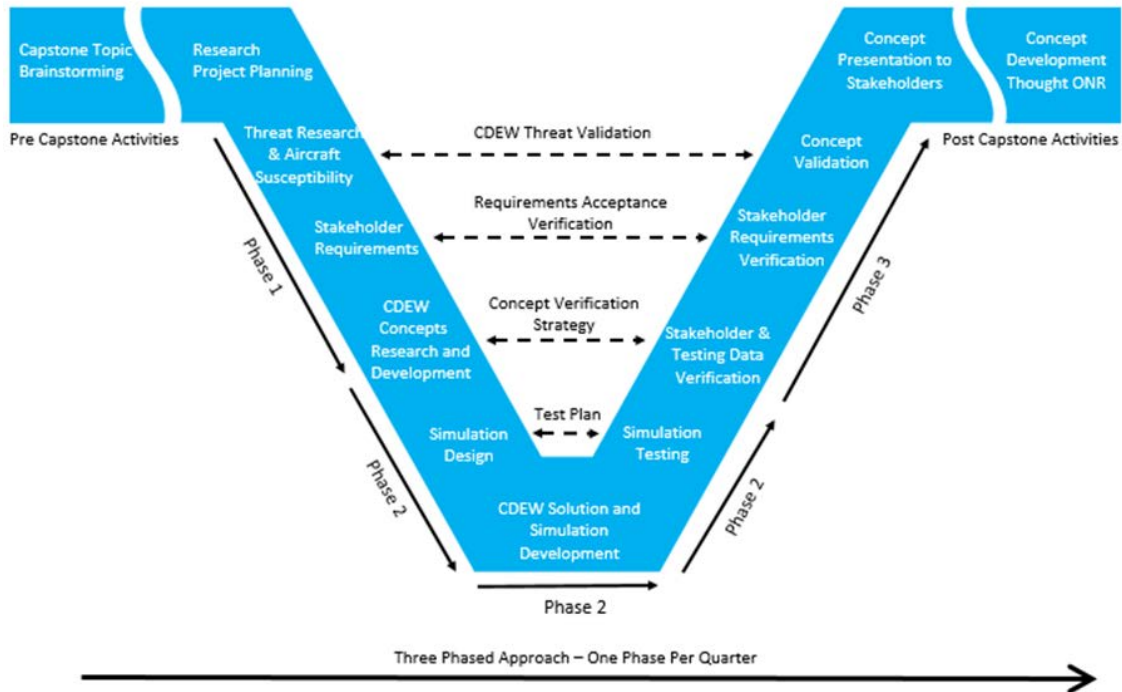 Capstone Topic
Brainstorming
Research
Project Planning
Concept
Presentation to
Stakeholders
Concept
Development
Thought ONR
Pre Capstone Activities
Post Capstone Activities
Threat Research
& Aircraft
Susceptibility
CDEW Threat Validation
Concept
Validation
Stakeholder
Requirements
Requirements Acceptance
Verification
Stakeholder
Requirements
Verification
Phase 1
Phase 3
CDEW
Concepts
Research and
Development
Concept Verification
Strategy
Stakeholder &
Testing Data
Verification
Simulation
Design
Test Plan
Simulation
Testing
Phase 2
Phase 2
CDEW Solution and
Simulation
Development
Phase 2
Three Phased Approach – One Phase Per Quarter